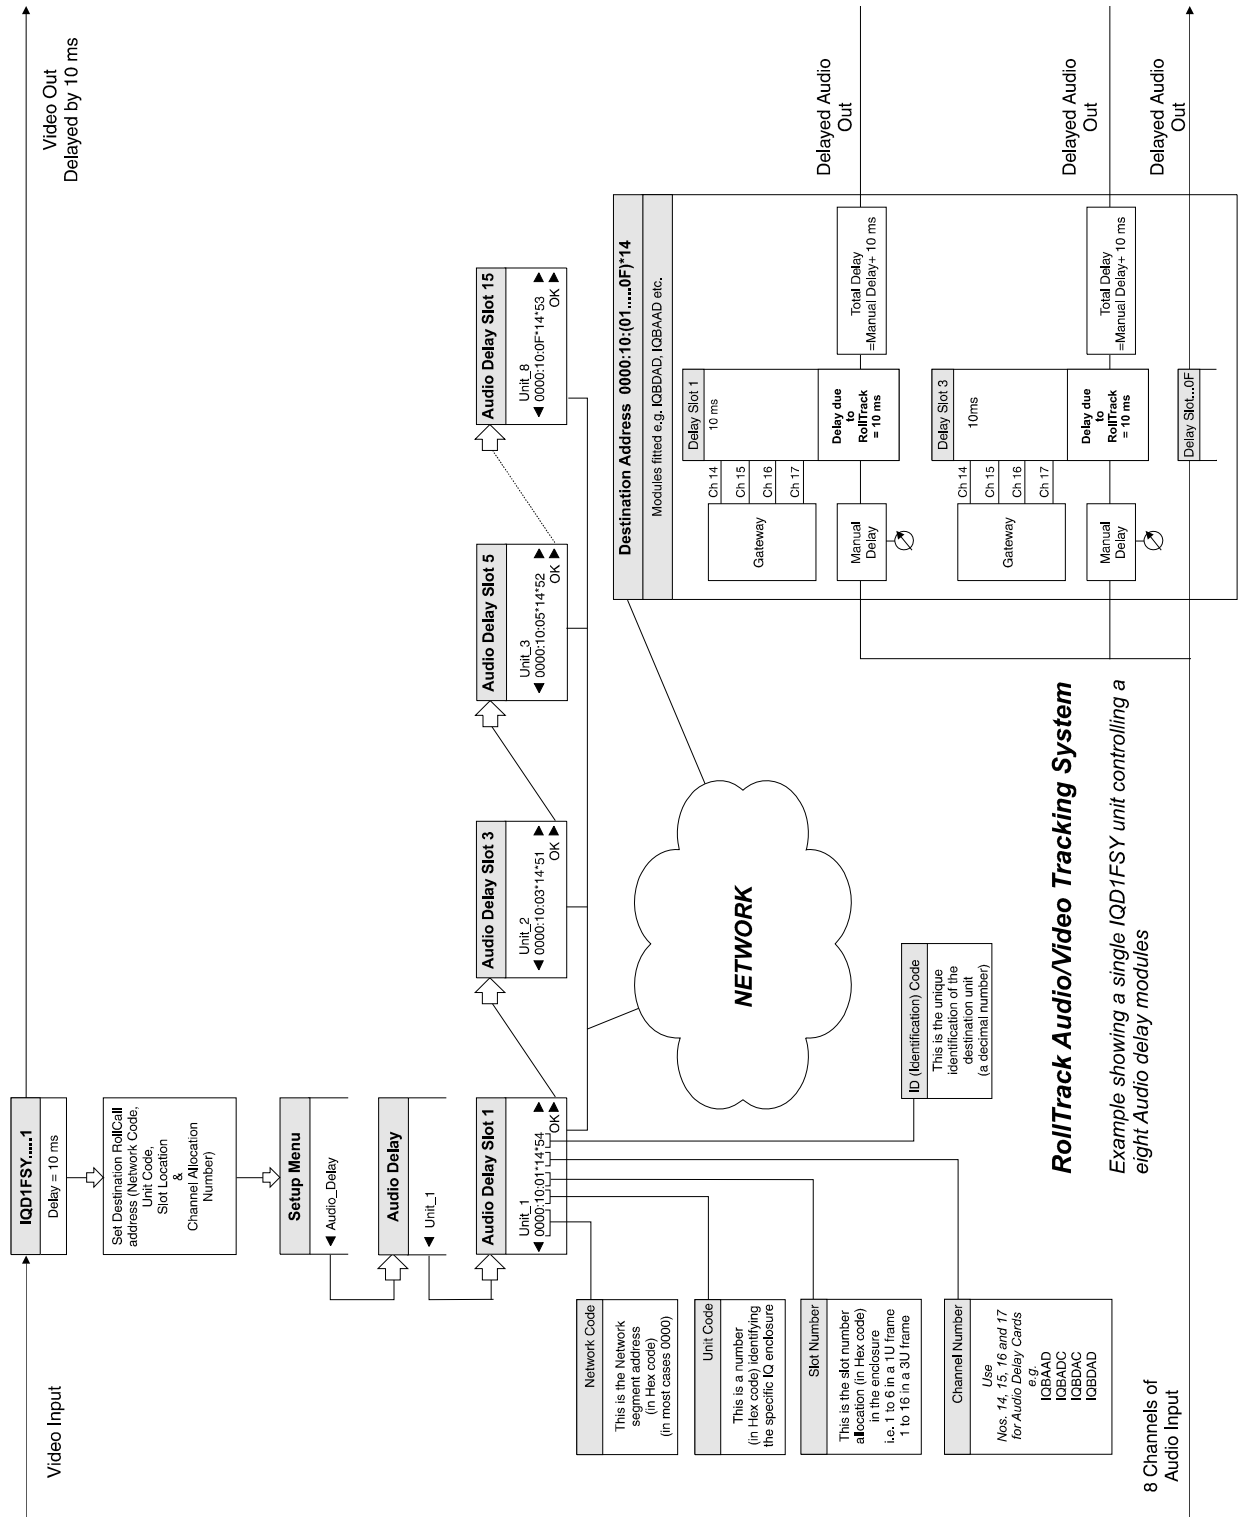 Video Input
IQD1FSY.....1
Delay = 10 ms
Video Out
Delayed by 10 ms
Set Destination RollCall
address (Network Code,
Unit Code,
Slot Location
&
Channel Allocation
Number)
Setup Menu
◀ Audio_Delay
Audio Delay
◀ Unit_1
Audio Delay Slot 1
Unit_1 ▶
◀ 0000:10:01*14*54
OK ▶
Audio Delay Slot 3
Unit_2 ▶
◀ 0000:10:03*14*51
OK ▶
Audio Delay Slot 5
Unit_3 ▶
◀ 0000:10:05*14*52
OK ▶
Audio Delay Slot 15
Unit_8 ▶
◀ 0000:10:0F*14*53
OK ▶
Network Code
This is the Network
segment address
(in Hex code)
(in most cases 0000)
Unit Code
This is a number
(in Hex code) identifying
the specific IQ enclosure
Slot Number
This is the slot number
allocation (in Hex code)
in the enclosure
i.e. 1 to 6 in a 1U frame
1 to 16 in a 3U frame
Channel Number
Use
Nos. 14, 15, 16 and 17
for Audio Delay Cards
e.g.
IQBAAD
IQBADC
IQBDAC
IQBDAD
ID (Identification) Code
This is the unique
identification of the
destination unit
(a decimal number)
NETWORK
Destination Address 0000:10:(01.....0F)*14
Modules fitted e.g. IQBDAD, IQBAAD etc.
Gateway
Ch 14
Ch 15
Ch 16
Ch 17
Delay Slot 1
10 ms
Manual
Delay
Delay due
to
RollTrack
= 10 ms
Total Delay
=Manual Delay+ 10 ms
Delayed Audio
Out
Gateway
Ch 14
Ch 15
Ch 16
Ch 17
Delay Slot 3
10ms
Manual
Delay
Delay due
to
RollTrack
= 10 ms
Total Delay
=Manual Delay+ 10 ms
Delayed Audio
Out
Delay Slot...0F
Delayed Audio
Out
RollTrack Audio/Video Tracking System
Example showing a single IQD1FSY unit controlling a
eight Audio delay modules
8 Channels of
Audio Input